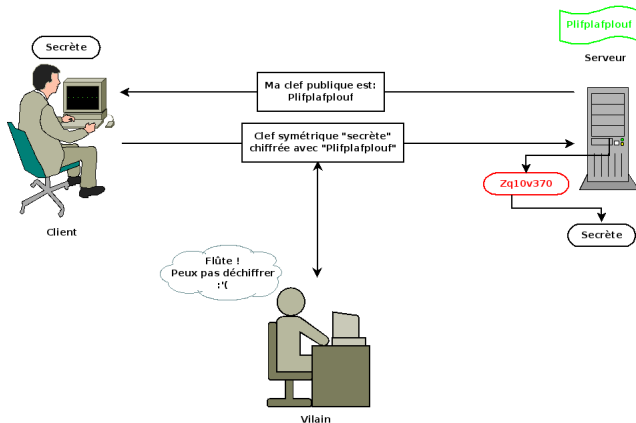 Plifplafplouf
Secrète
Serveur
Ma clef publique est:
Plifplafplouf
Clef symétrique "secrète"
chiffrée avec "Plifplafplouf"
Zq10v370
Client
Secrète
Flûte !
Peux pas déchiffrer
:'(
Vilain